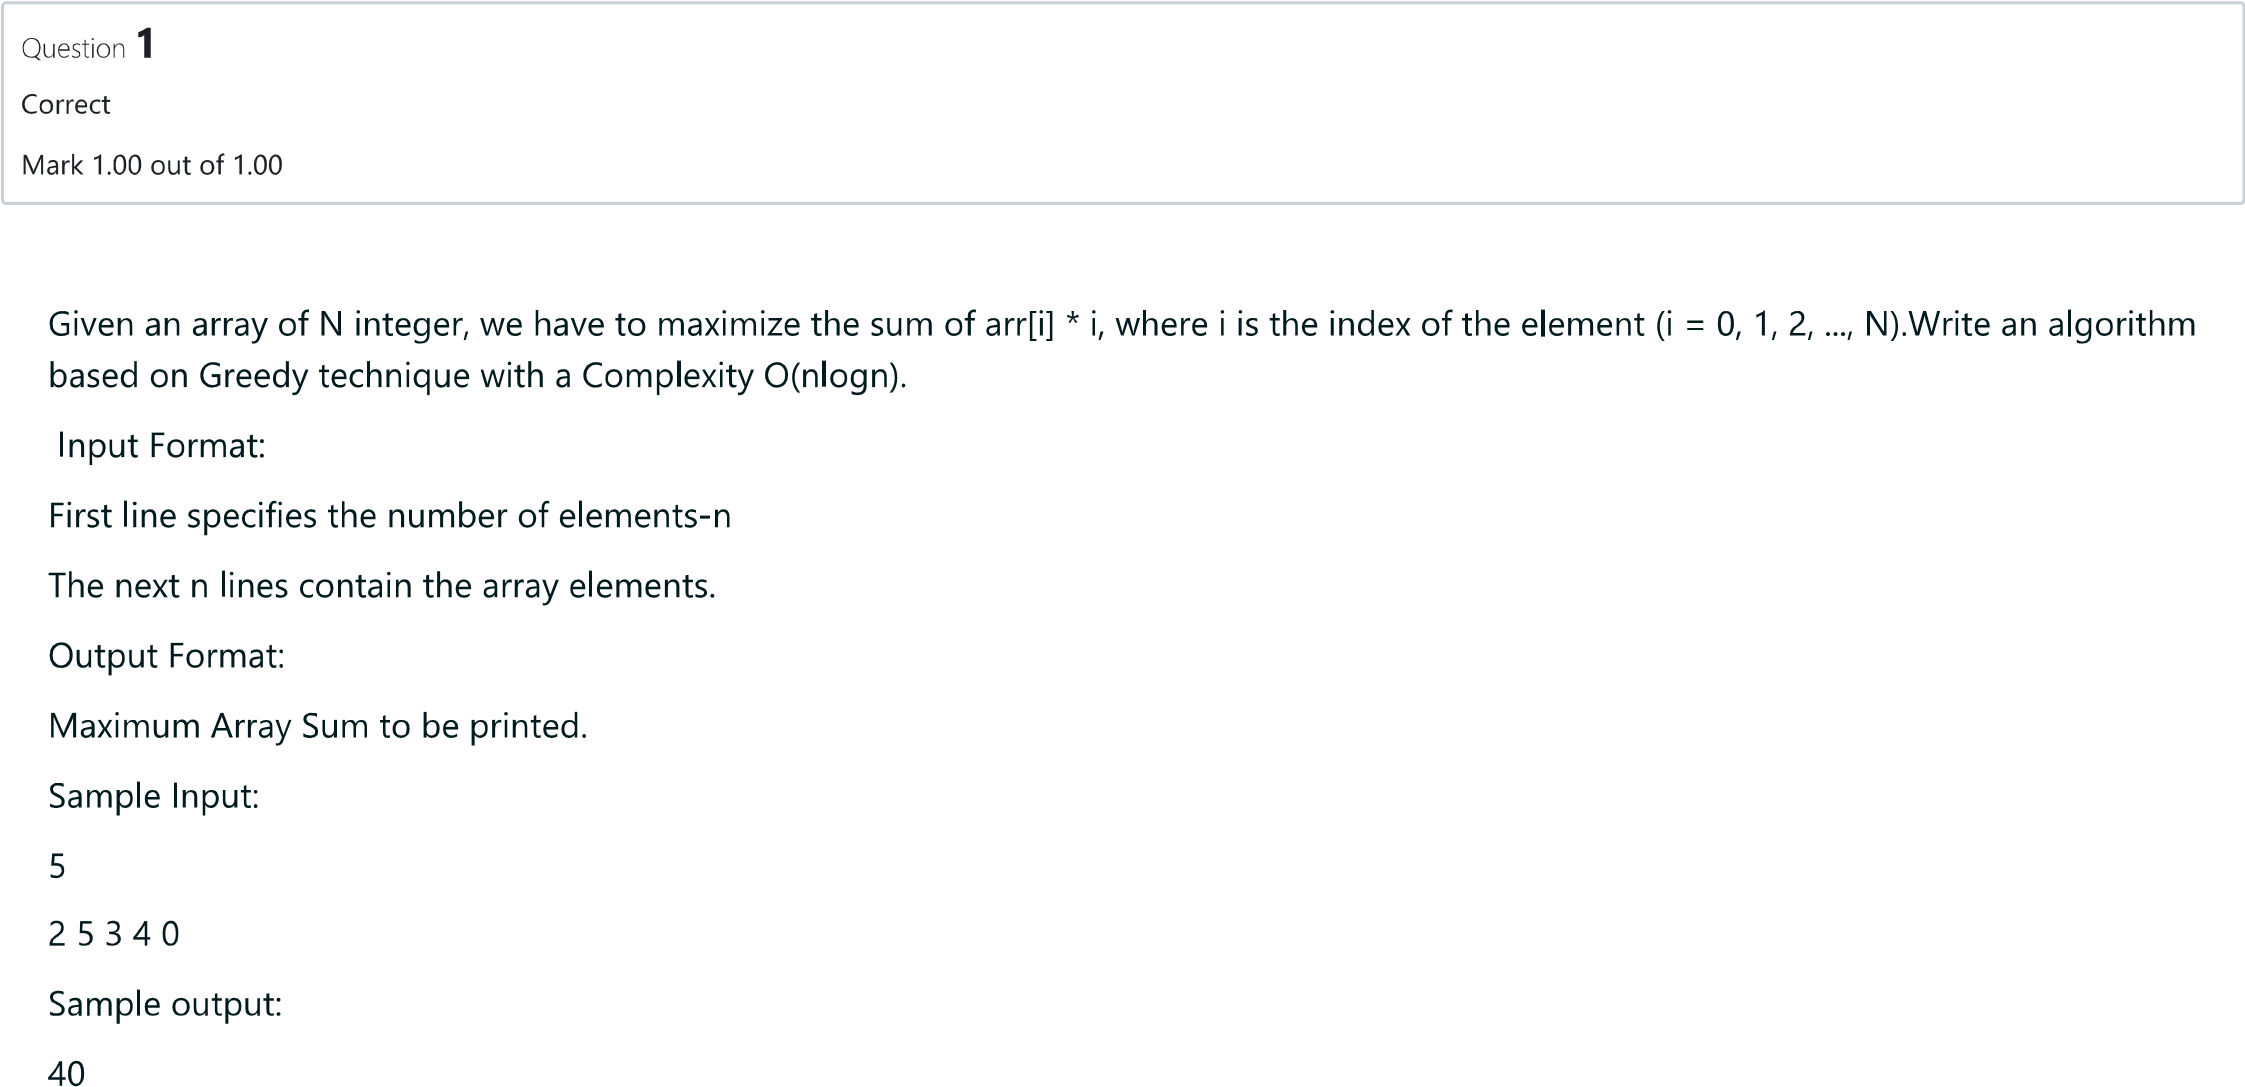 Question 1
Correct
Mark 1.00 out of 1.00
Given an array of N integer, we have to maximize the sum of arr[i] * i, where i is the index of the element (i = 0, 1, 2, ..., N).Write an algorithm
based on Greedy technique with a Complexity O(nlogn).
Input Format:
First line specifies the number of elements-n
The next n lines contain the array elements.
Output Format:
Maximum Array Sum to be printed.
Sample Input:
5
2 5 3 4 0
Sample output:
40